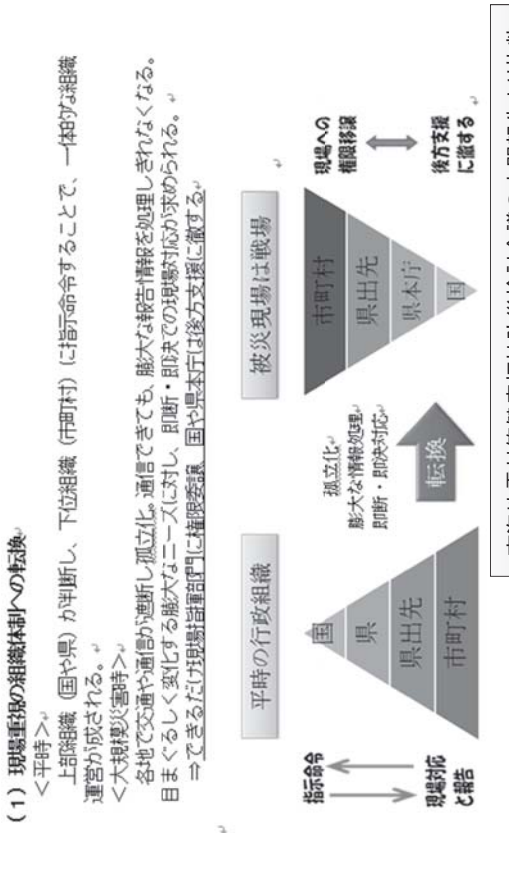 （1）現場重視の組織体制への転換
＜平時＞
上部組織（国や県）が判断し、下位組織（市町村）に指示命令することで、一体的な組織
運営が成される。
＜大規模災害時＞
各地で交通や通信が遮断し孤立化。通信できても、膨大な報告情報を処理しきれなくなる。
目まぐるしく変化する膨大なニーズに対し、即断・即決での現場対応が求められる。
⇒できるだけ現場指揮部門に権限委譲、国や県本庁は後方支援に徹する
平時の行政組織
指示命令
現場対応
と報告
国
県
県出先
市町村
孤立化
膨大な情報処理
即断・即決対応
転換
被災現場は戦場
市町村
県出先
県本庁
国
現場への
権限移譲
後方支援
に徹する